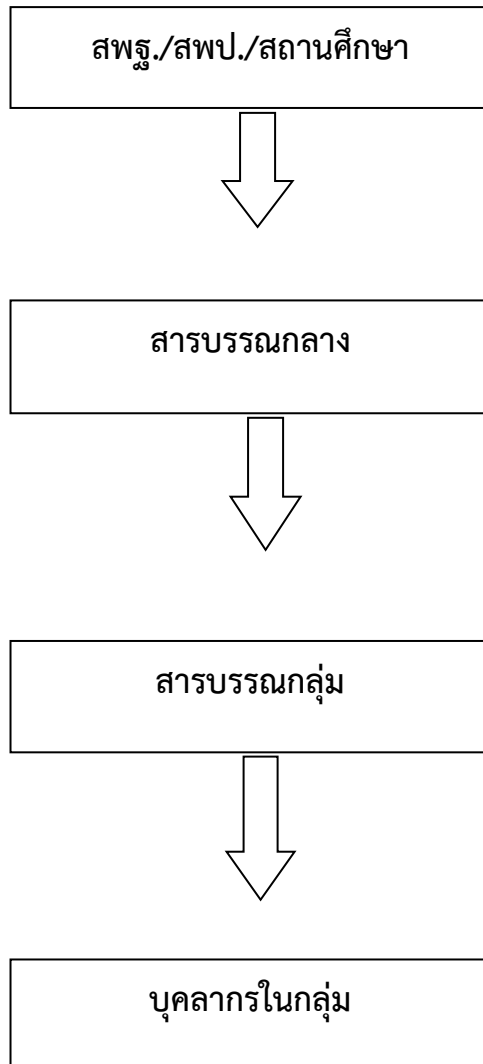 สพฐ./สพป./สถานศึกษา
สารบรรณกลาง
สารบรรณกลุ่ม
บุคลากรในกลุ่ม